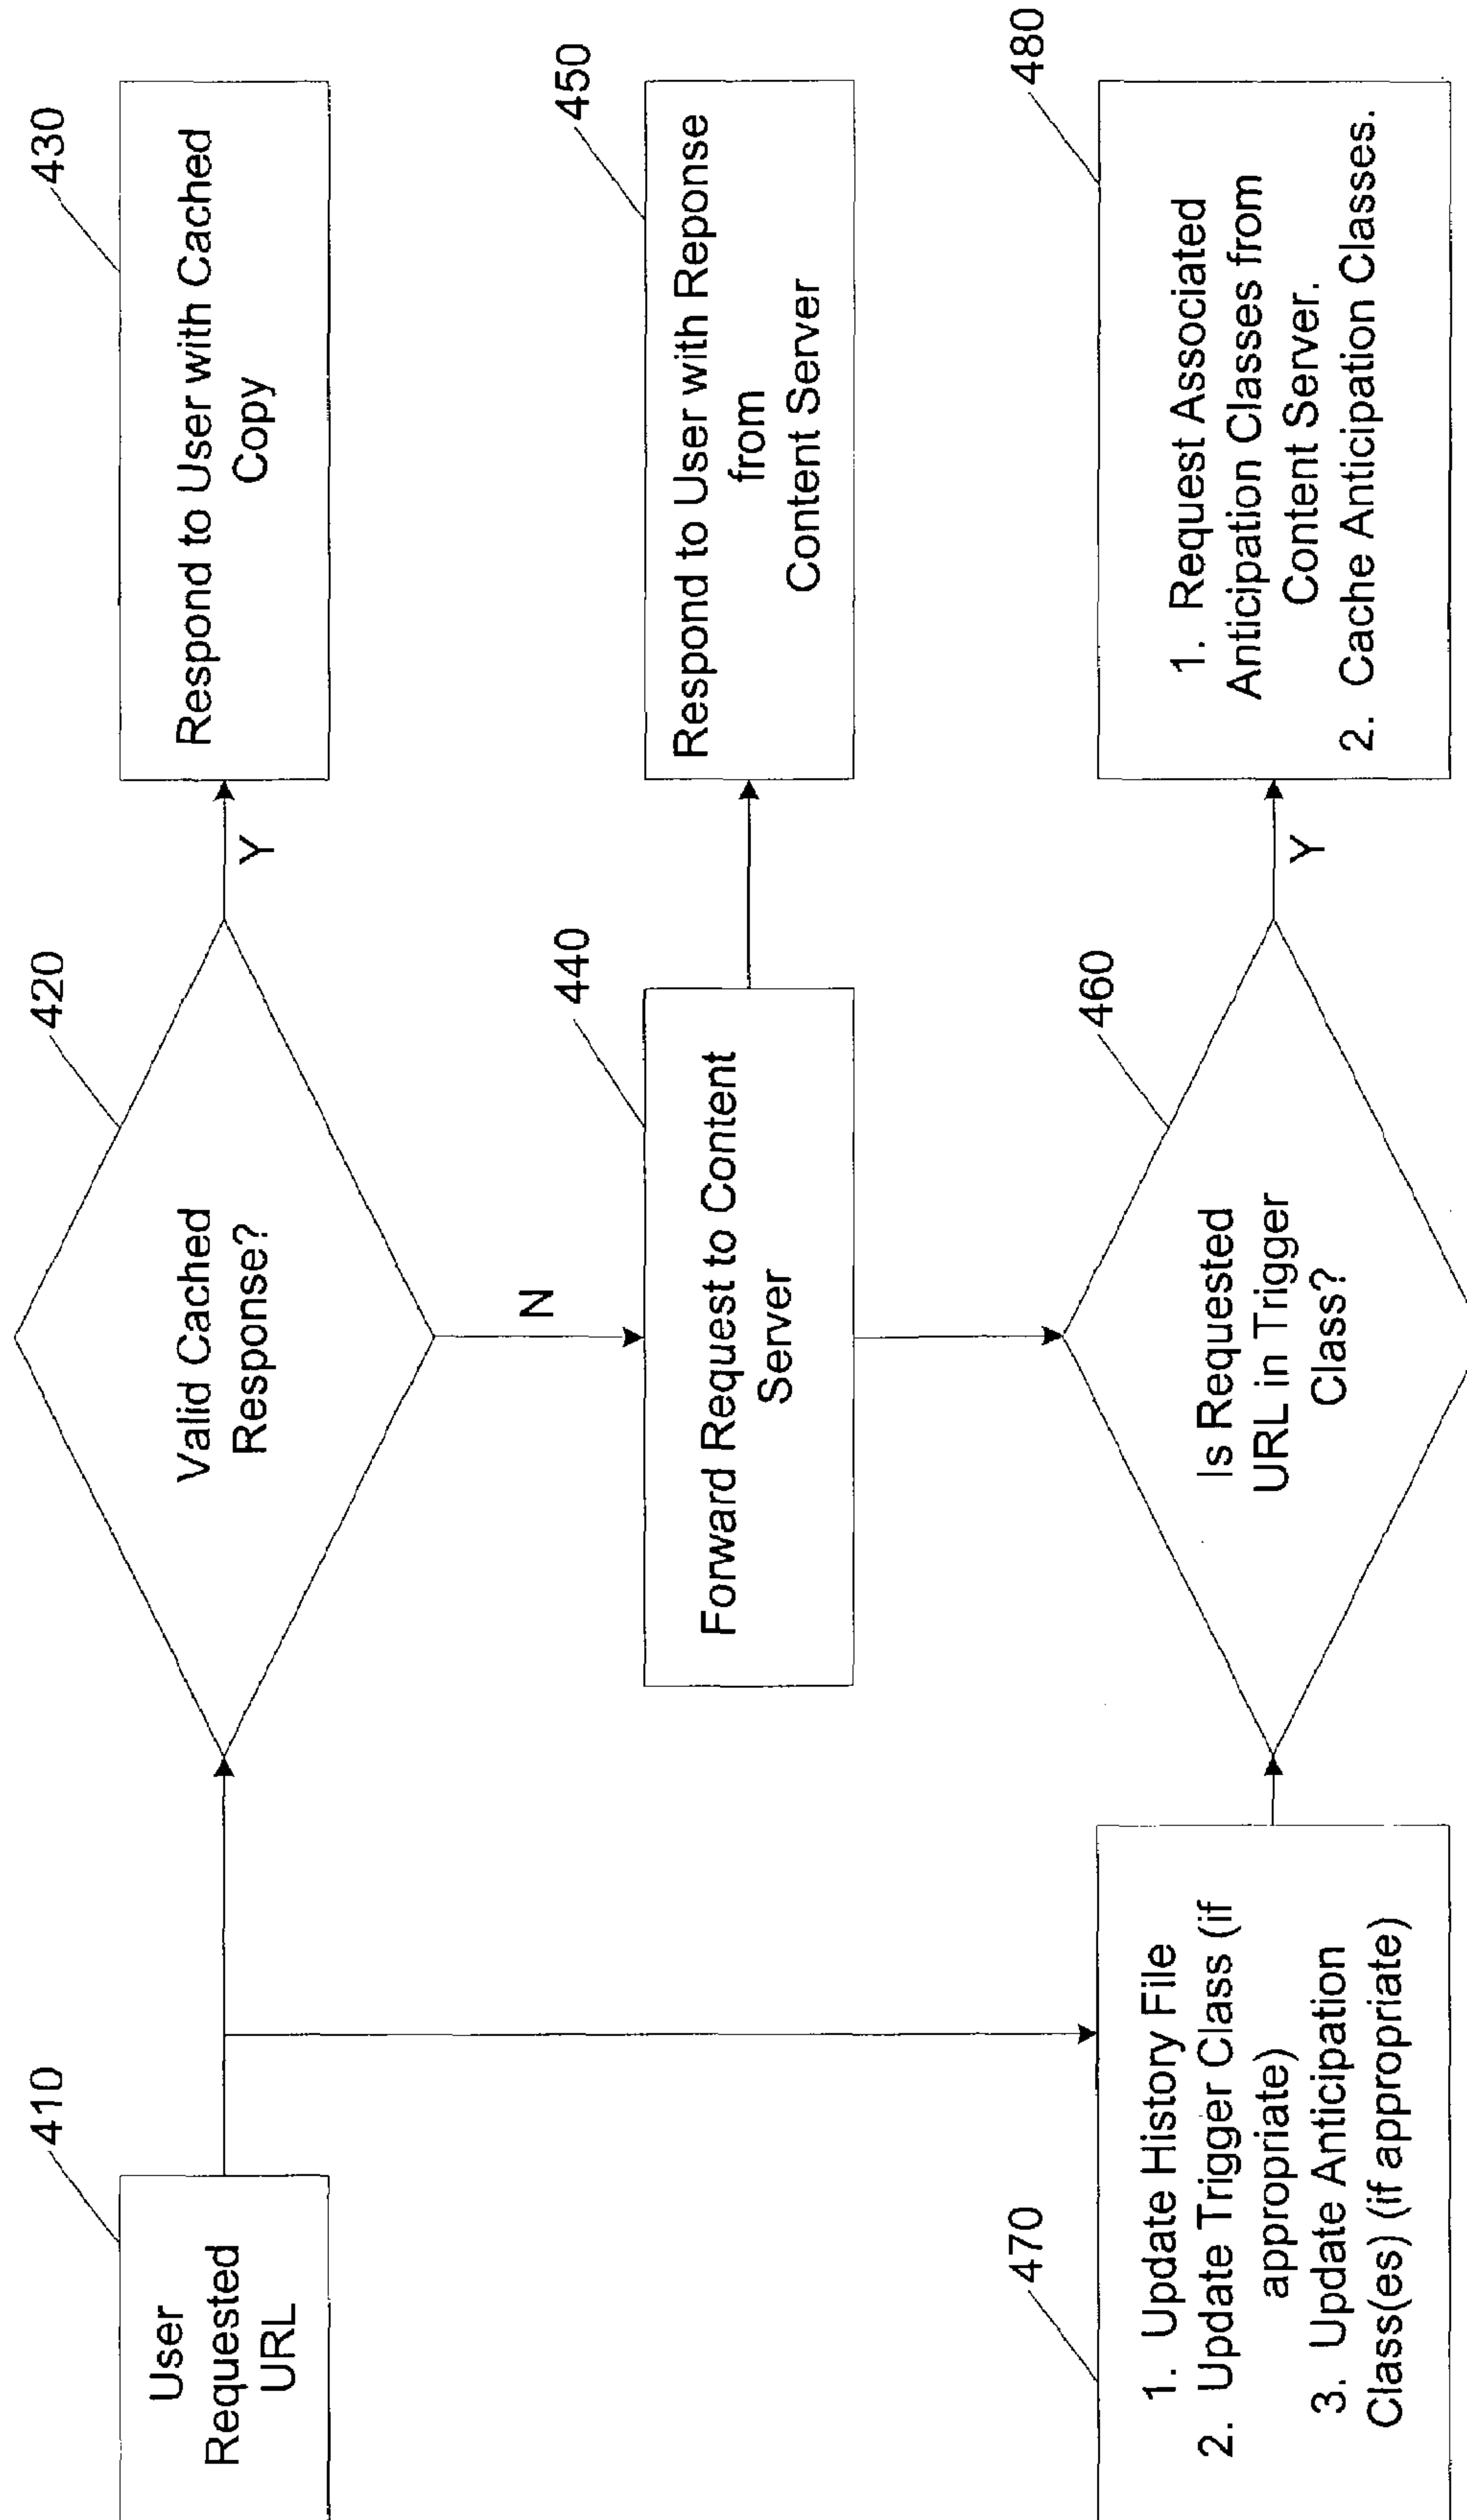 410
User
Requested
URL
420
Valid Cached
Response?
Y
430
Respond to User with Cached
Copy
N
440
Forward Request to Content
Server
450
Respond to User with Reponse
from
Content Server
470
1. Update History File
2. Update Trigger Class (if
appropriate)
3. Update Anticipation
Class(es) (if appropriate)
460
Is Requested
URL in Trigger
Class?
Y
480
1. Request Associated
Anticipation Classes from
Content Server.
2. Cache Anticipation Classes.